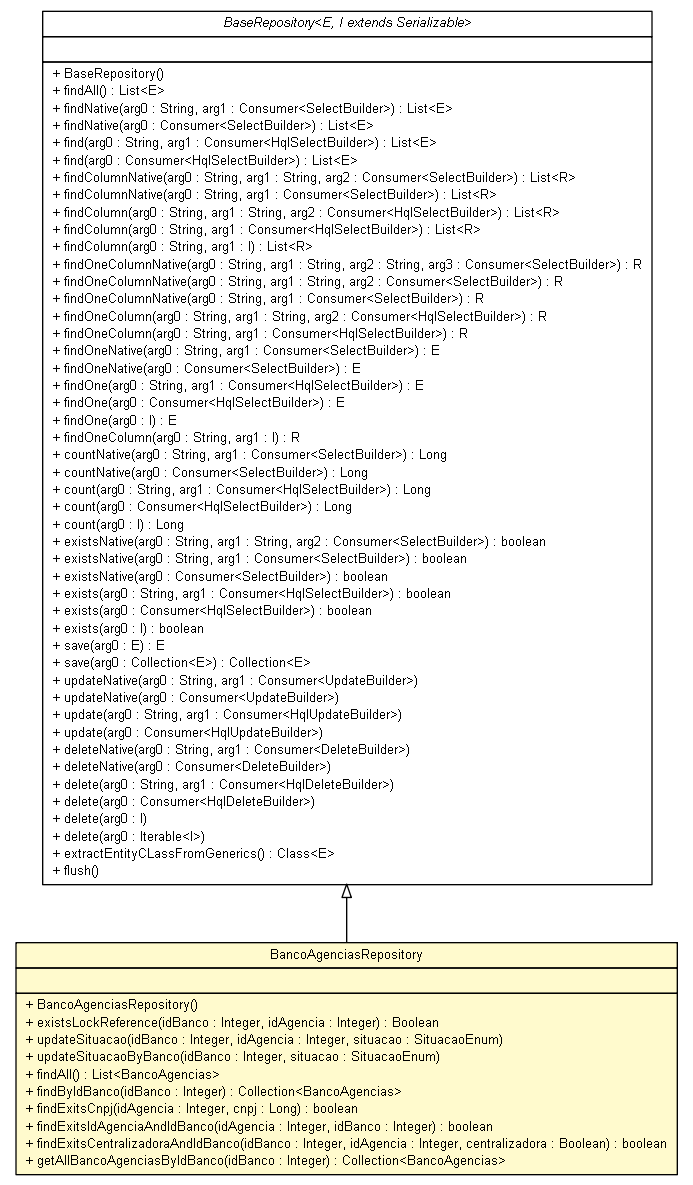 BaseRepository<E, I extends Serializable>
+ BaseRepository()
+ findAll() : List<E>
+ findNative(arg0 : String, arg1 : Consumer<SelectBuilder>) : List<E>
+ findNative(arg0 : Consumer<SelectBuilder>) : List<E>
+ find(arg0 : String, arg1 : Consumer<HqlSelectBuilder>) : List<E>
+ find(arg0 : Consumer<HqlSelectBuilder>) : List<E>
+ findColumnNative(arg0 : String, arg1 : String, arg2 : Consumer<SelectBuilder>) : List<R>
+ findColumnNative(arg0 : String, arg1 : Consumer<SelectBuilder>) : List<R>
+ findColumn(arg0 : String, arg1 : String, arg2 : Consumer<HqlSelectBuilder>) : List<R>
+ findColumn(arg0 : String, arg1 : Consumer<HqlSelectBuilder>) : List<R>
+ findColumn(arg0 : String, arg1 : I) : List<R>
+ findOneColumnNative(arg0 : String, arg1 : String, arg2 : String, arg3 : Consumer<SelectBuilder>) : R
+ findOneColumnNative(arg0 : String, arg1 : String, arg2 : Consumer<SelectBuilder>) : R
+ findOneColumnNative(arg0 : String, arg1 : Consumer<SelectBuilder>) : R
+ findOneColumn(arg0 : String, arg1 : String, arg2 : Consumer<HqlSelectBuilder>) : R
+ findOneColumn(arg0 : String, arg1 : Consumer<HqlSelectBuilder>) : R
+ findOneNative(arg0 : String, arg1 : Consumer<SelectBuilder>) : E
+ findOneNative(arg0 : Consumer<SelectBuilder>) : E
+ findOne(arg0 : String, arg1 : Consumer<HqlSelectBuilder>) : E
+ findOne(arg0 : Consumer<HqlSelectBuilder>) : E
+ findOne(arg0 : I) : E
+ findOneColumn(arg0 : String, arg1 : I) : R
+ countNative(arg0 : String, arg1 : Consumer<SelectBuilder>) : Long
+ countNative(arg0 : Consumer<SelectBuilder>) : Long
+ count(arg0 : String, arg1 : Consumer<HqlSelectBuilder>) : Long
+ count(arg0 : Consumer<HqlSelectBuilder>) : Long
+ count(arg0 : I) : Long
+ existsNative(arg0 : String, arg1 : String, arg2 : Consumer<SelectBuilder>) : boolean
+ existsNative(arg0 : String, arg1 : Consumer<SelectBuilder>) : boolean
+ existsNative(arg0 : Consumer<SelectBuilder>) : boolean
+ exists(arg0 : String, arg1 : Consumer<HqlSelectBuilder>) : boolean
+ exists(arg0 : Consumer<HqlSelectBuilder>) : boolean
+ exists(arg0 : I) : boolean
+ save(arg0 : E) : E
+ save(arg0 : Collection<E>) : Collection<E>
+ updateNative(arg0 : String, arg1 : Consumer<UpdateBuilder>)
+ updateNative(arg0 : Consumer<UpdateBuilder>)
+ update(arg0 : String, arg1 : Consumer<HqlUpdateBuilder>)
+ update(arg0 : Consumer<HqlUpdateBuilder>)
+ deleteNative(arg0 : String, arg1 : Consumer<DeleteBuilder>)
+ deleteNative(arg0 : Consumer<DeleteBuilder>)
+ delete(arg0 : String, arg1 : Consumer<HqlDeleteBuilder>)
+ delete(arg0 : Consumer<HqlDeleteBuilder>)
+ delete(arg0 : I)
+ delete(arg0 : Iterable<I>)
+ extractEntityCLassFromGenerics() : Class<E>
+ flush()
BancoAgenciasRepository
+ BancoAgenciasRepository()
+ existsLockReference(idBanco : Integer, idAgencia : Integer) : Boolean
+ updateSituacao(idBanco : Integer, idAgencia : Integer, situacao : SituacaoEnum)
+ updateSituacaoByBanco(idBanco : Integer, situacao : SituacaoEnum)
+ findAll() : List<BancoAgencias>
+ findByIdBanco(idBanco : Integer) : Collection<BancoAgencias>
+ findExitsCnpj(idAgencia : Integer, cnpj : Long) : boolean
+ findExitsIdAgenciaAndIdBanco(idAgencia : Integer, idBanco : Integer) : boolean
+ findExitsCentralizadoraAndIdBanco(idBanco : Integer, idAgencia : Integer, centralizadora : Boolean) : boolean
+ getAllBancoAgenciasByIdBanco(idBanco : Integer) : Collection<BancoAgencias>